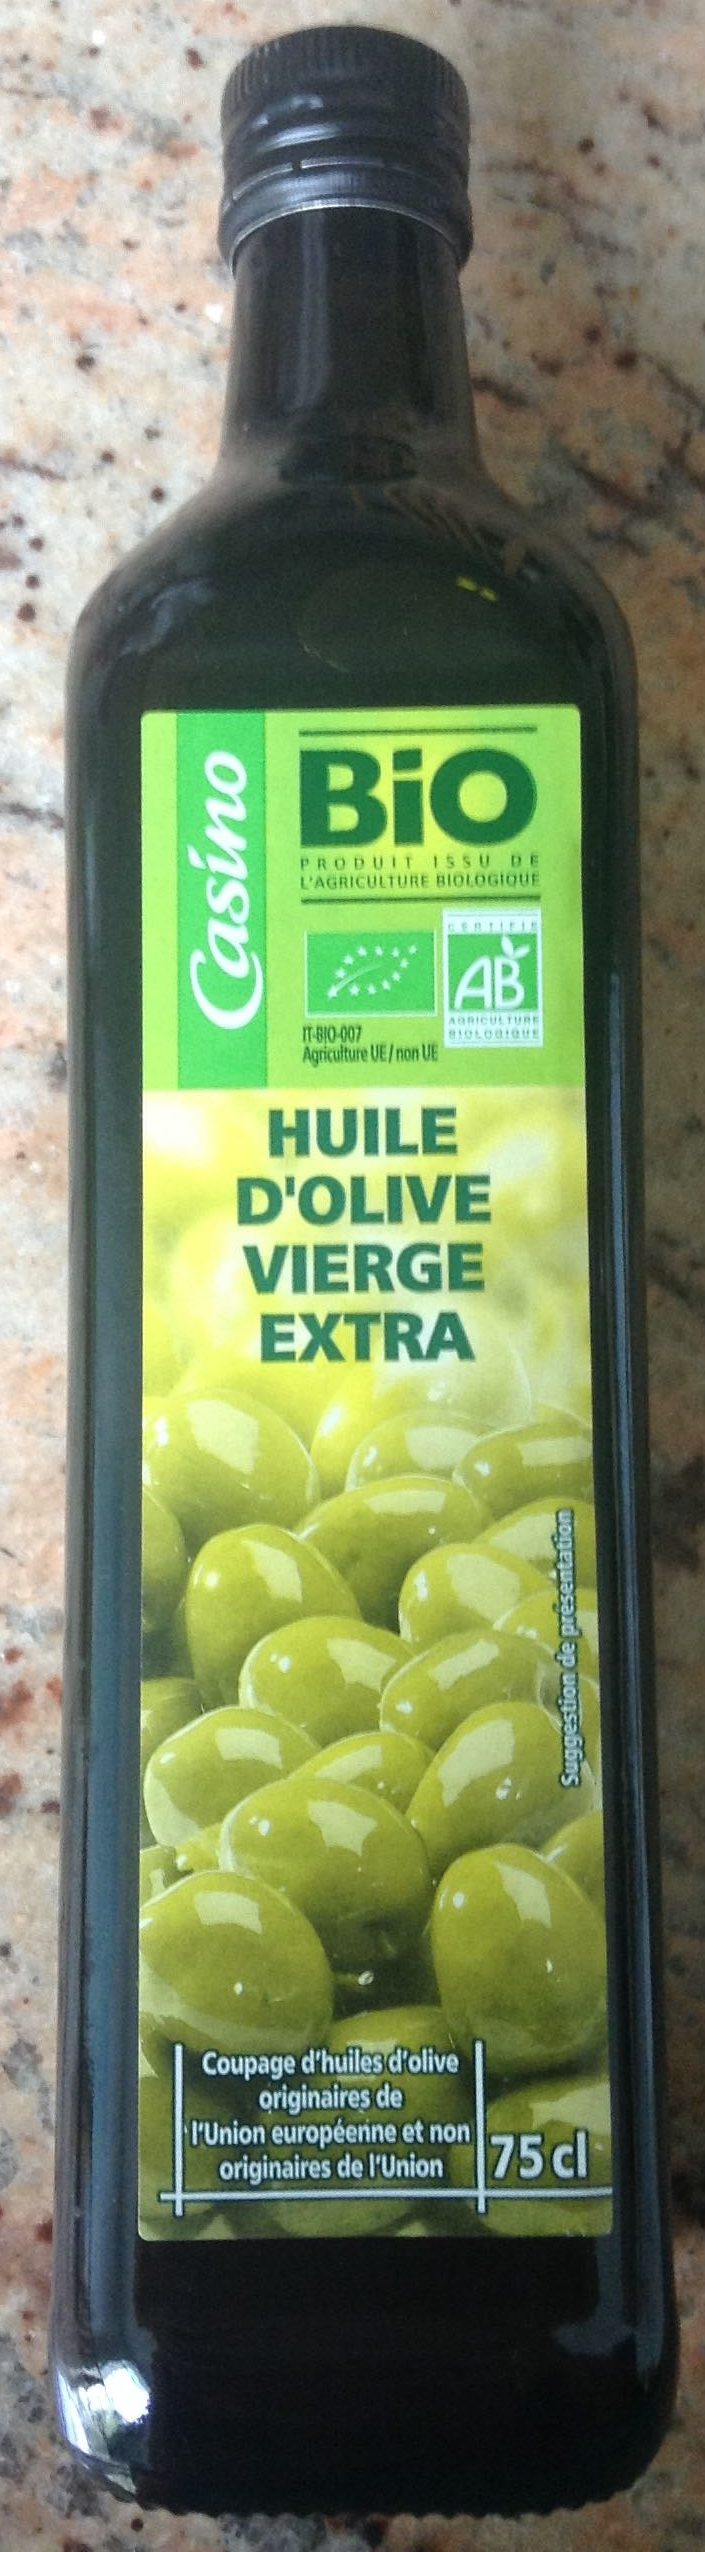 Casino
BiO
PRODUIT ISSU DE
L'AGRICULTURE BIOLOGIQUE
CERTIFIÉ
AB
AGRICULTURE
BIOLOGIQUE
IT-BIO-007
Agriculture UE / non UE
HUILE
D'OLIVE
VIERGE
EXTRA
Suggestion de présentation
Coupage d'huiles d'olive
originaires de
l'Union européenne et non
originaires de l'Union
75 cl